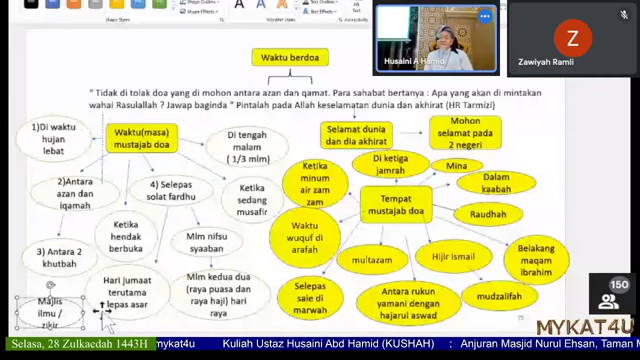 Waktu berdoa
" Tidak di tolak doa yang di mohon antara azan dan qamat. Para sahabat bertanya : Apa yang akan di mintakan
wahai Rasulallah ? Jawap baginda " Pintalah pada Allah keselamatan dunia dan akhirat (HR Tarmizi)
1)Di waktu
hujan
lebat
Waktu(masa)
mustajab doa
Di tengah
malam
( 1/3 mlm)
2)Antara
azan dan
iqamah
4) Selepas
solat fardhu
Ketika
sedang
musafir
3) Antara 2
khutbah
Ketika
hendak
berbuka
Mlm nifsu
syaaban
Hari jumaat
terutama
lepas asar
Mlm kedua dua
(raya puasa dan
raya haji) hari
raya
Majlis
ilmu /
zikir
Selamat dunia
dan dia akhirat
Mohon
selamat pada
2 negeri
Ketika
minum
air zam
zam
Di ketiga
jamrah
Mina
Dalam
kaabah
Tempat
mustajab doa
Raudhah
Waktu
wuquf di
arafah
multazam
Hijir ismail
Belakang
maqam
ibrahim
Selepas
saie di
marwah
Antara rukun
yamani dengan
hajarul aswad
mudzalifah
Husaini A Hamid
Z
Zawiyah Ramli
150
MYKAT4U
Selasa, 28 Zulkaedah 1443H
mykat4u
Kuliah Ustaz Husaini Abd Hamid (KUSHAH) : Anjuran Masjid Nurul Ehsan, Taman M